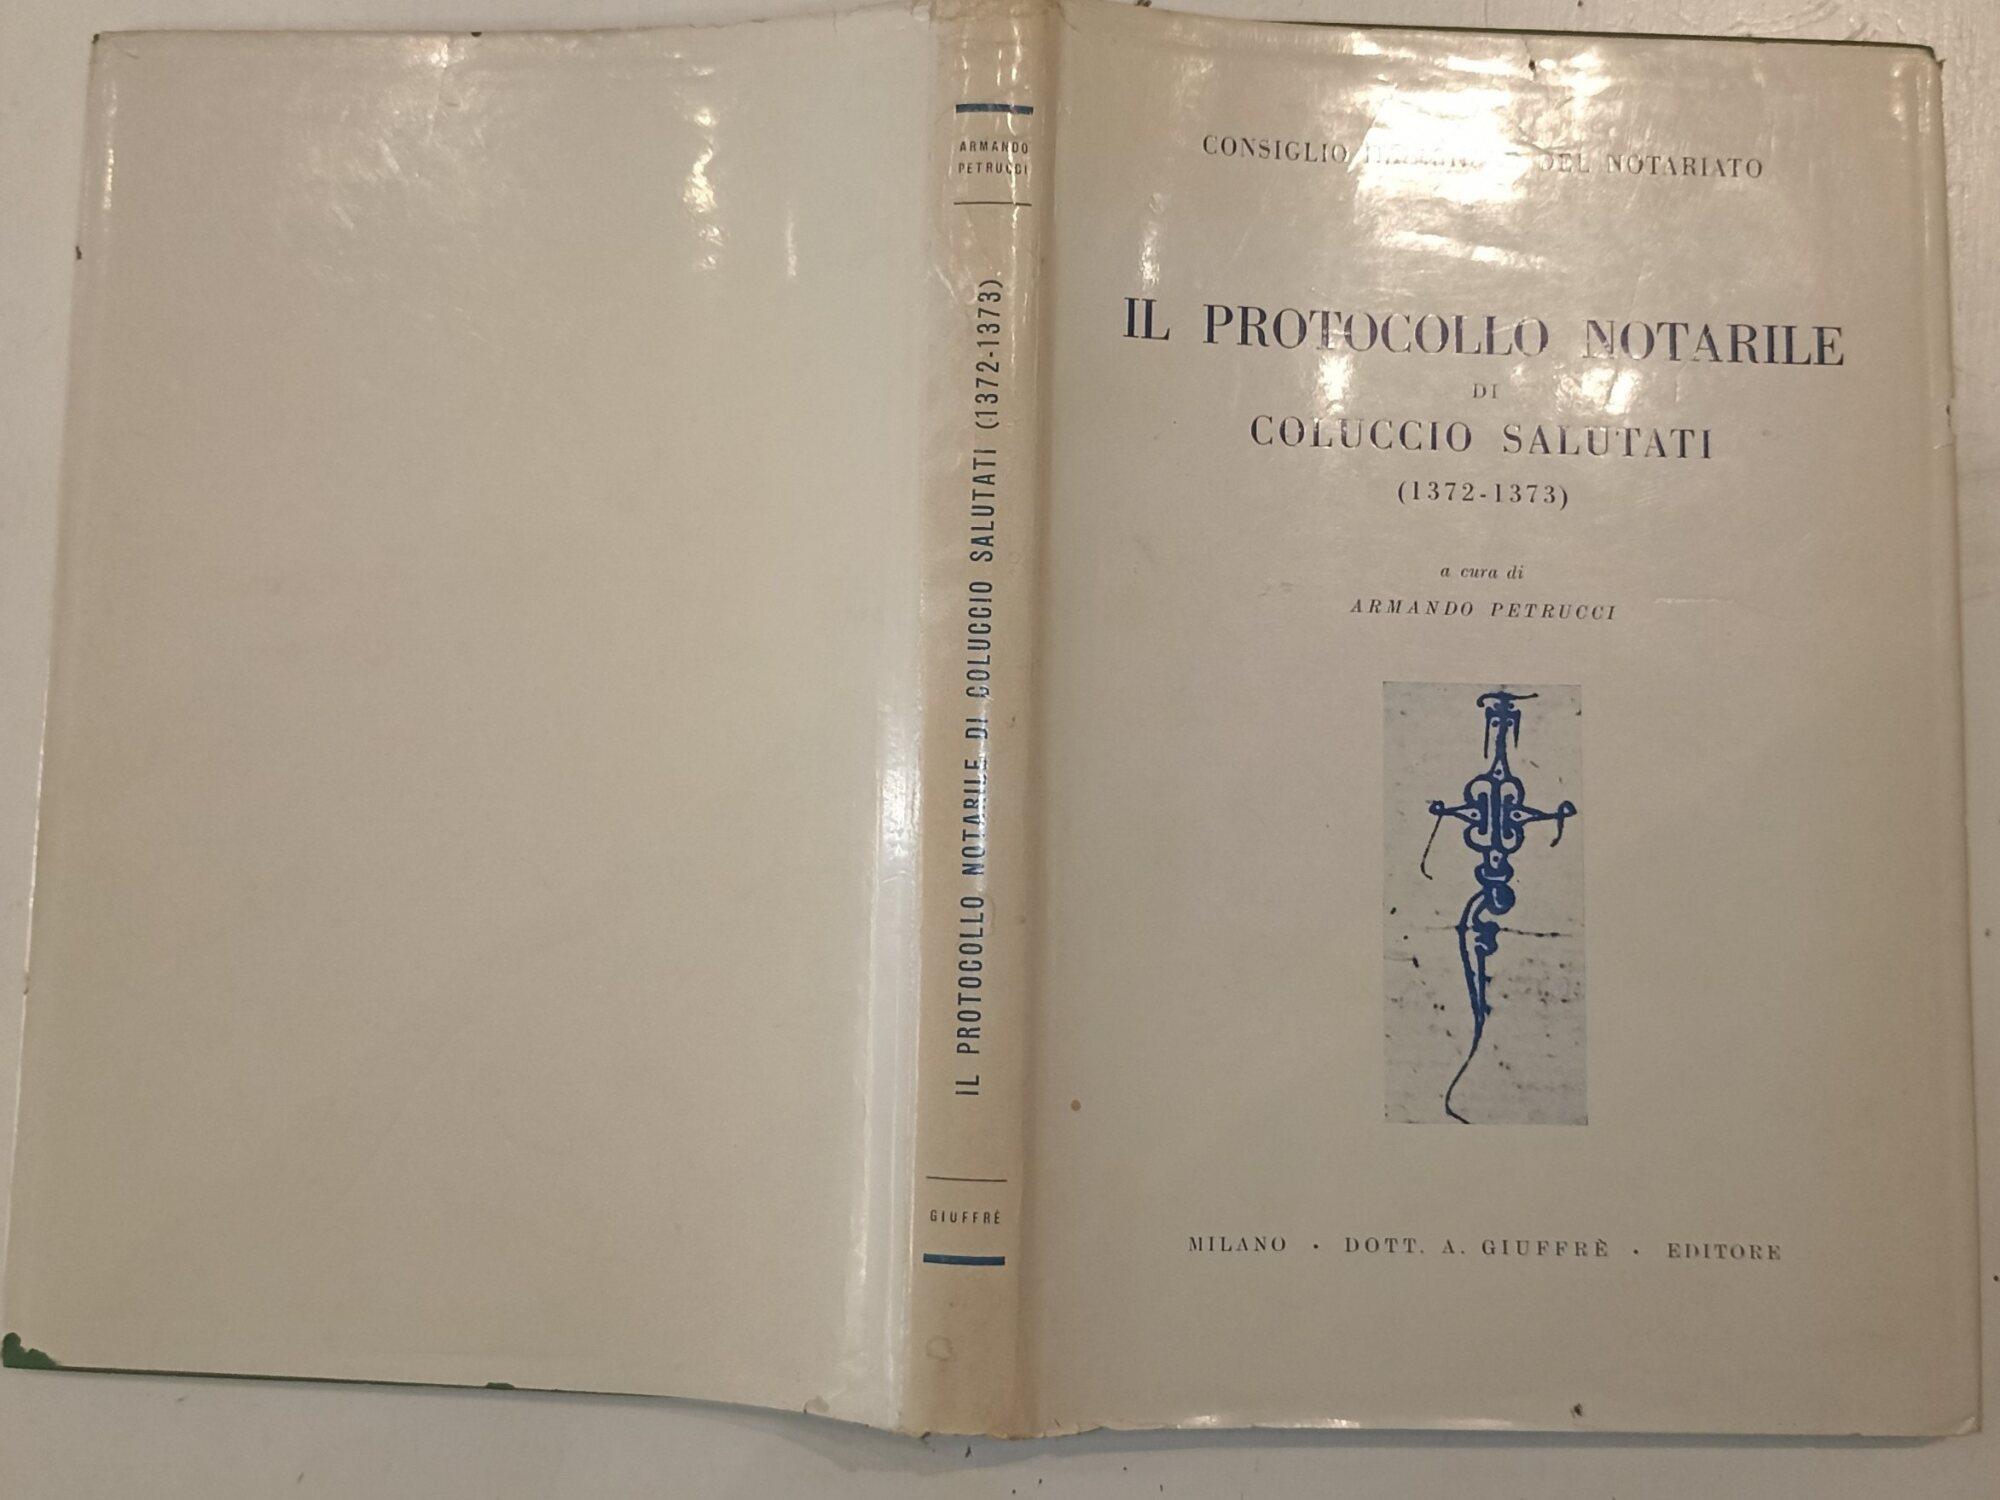 ARMANDO
PETRUCCI
IL PROTOCOLLO NOTARILE DI COLUCCIO SALUTATI (1372-1373)
GIUFFRÈ
CONSIGLIO DEL NOTARIATO
IL PROTOCOLLO NOTARILE
DI
COLUCCIO SALUTATI
(1372-1373)
a cura di
ARMANDO PETRUCCI
MILANO • DOTT. A. GIUFFRÈ • EDITORE